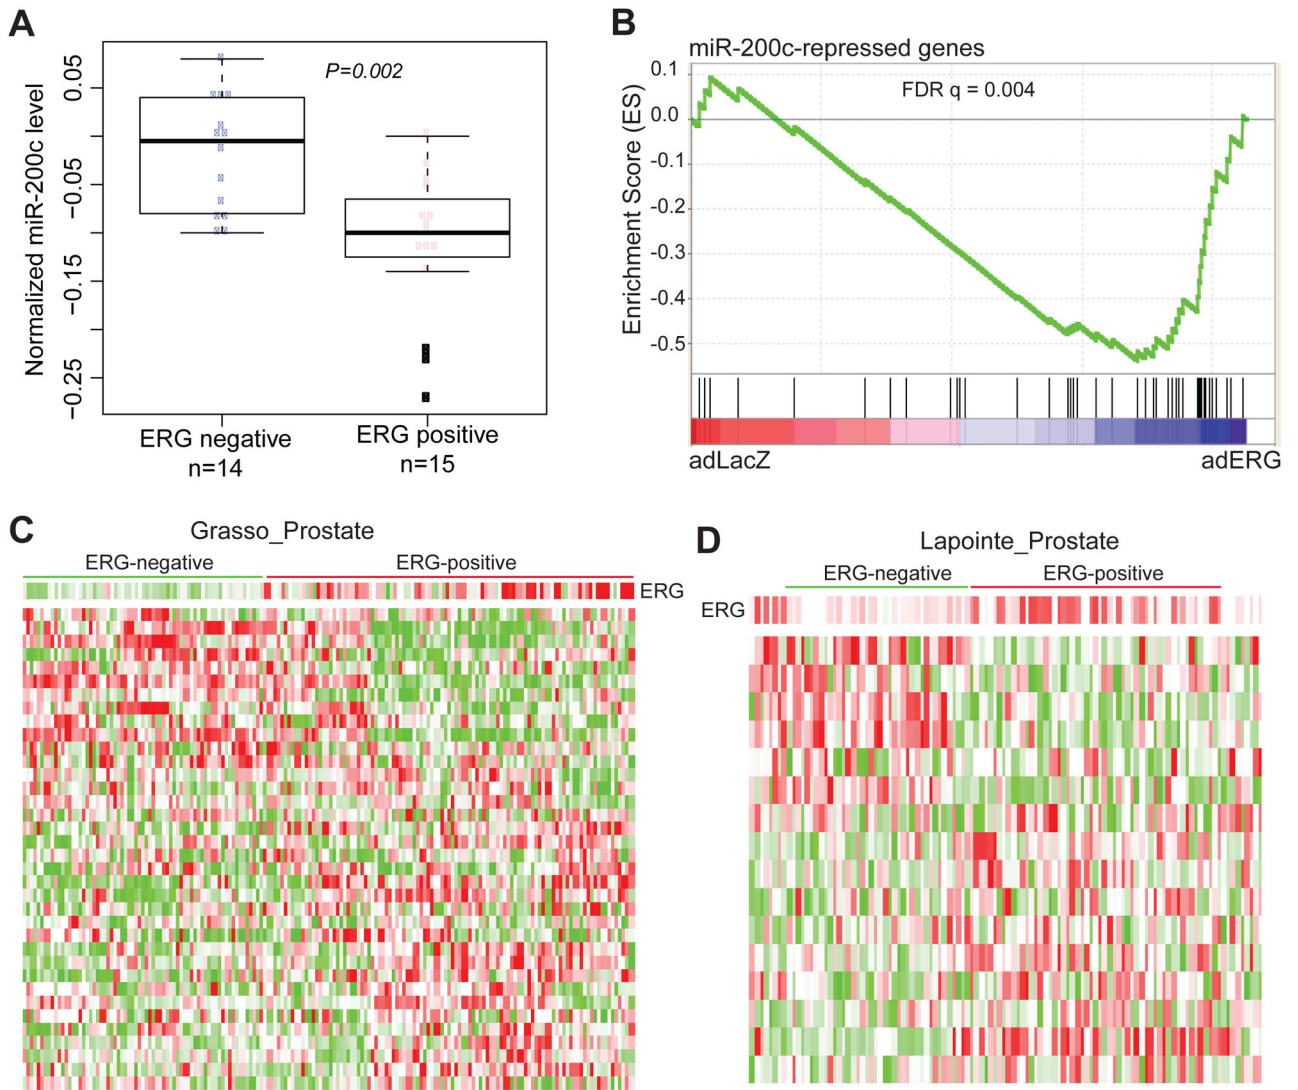 A
Normalized miR-200c level
0.05
−0.05
−0.15
−0.25
P=0.002
ERG negative
n=14
ERG positive
n=15
B
miR-200c-repressed genes
FDR q = 0.004
Enrichment Score (ES)
0.1
0.0
-0.1
-0.2
-0.3
-0.4
-0.5
adLacZ
adERG
C
Grasso_Prostate
ERG-negative
ERG-positive
ERG
D
Lapointe_Prostate
ERG-negative
ERG-positive
ERG